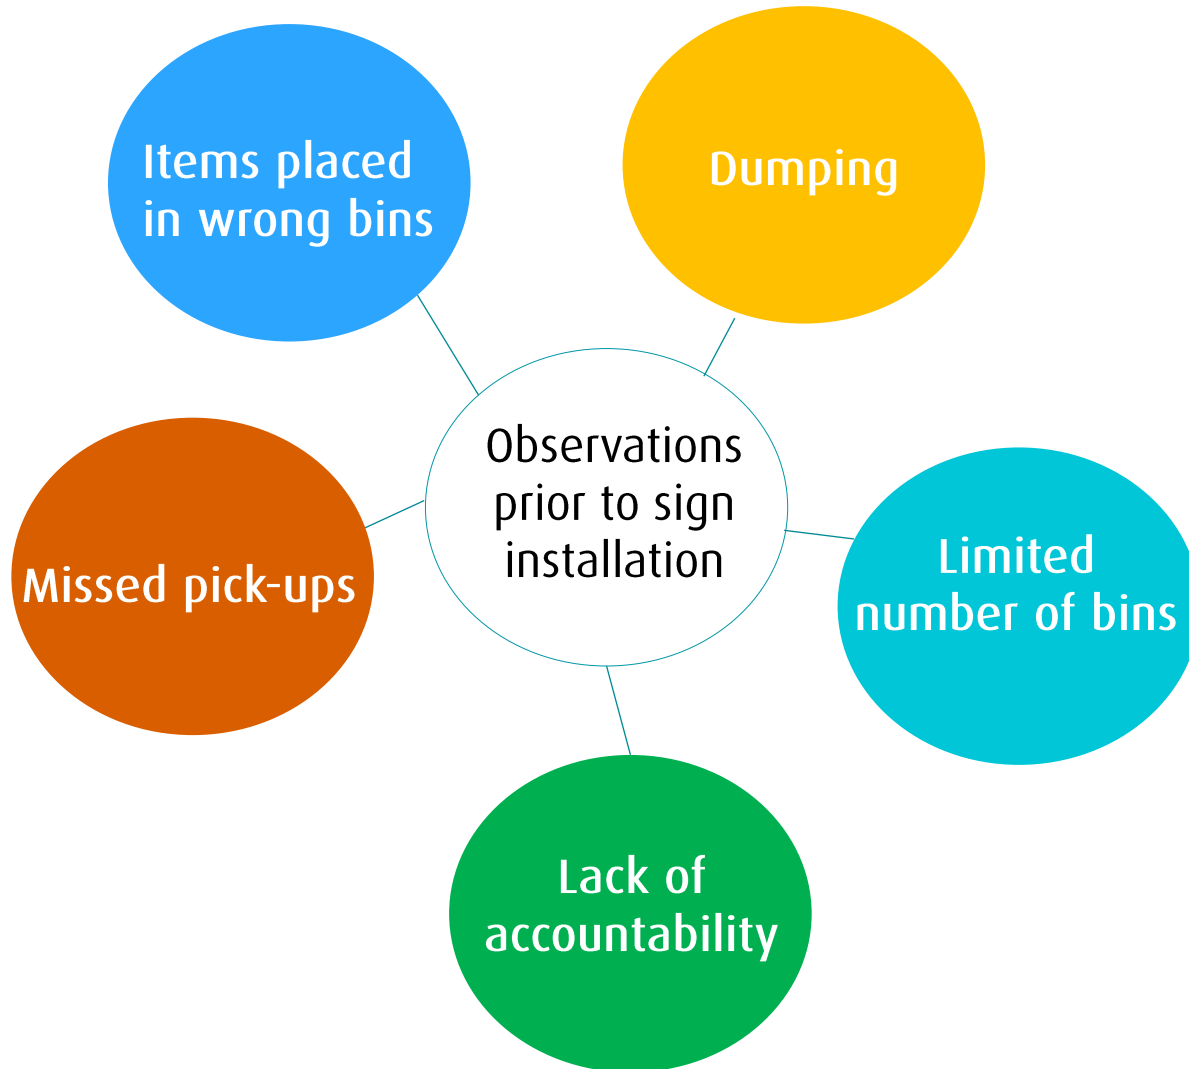 Items placed
in wrong bins
Dumping
Observations
prior to sign
installation
Missed pick-ups
Limited
number of bins
Lack of
accountability